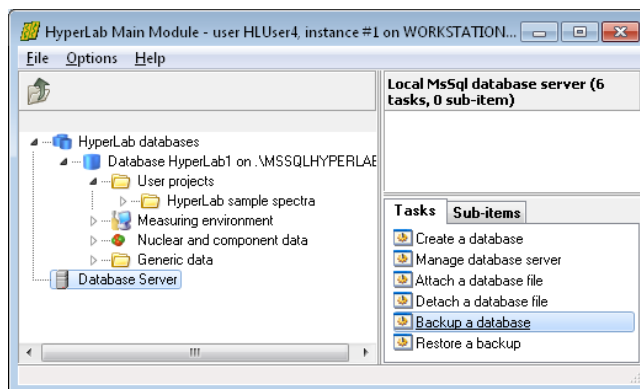 HyperLab Main Module - user HLUser4, instance #1 on WORKSTATION...
File Options Help
HyperLab databases
Database HyperLab1 on .\MSSQLHYPERLAB
User projects
HyperLab sample spectra
Measuring environment
Nuclear and component data
Generic data
Database Server
Local MsSql database server (6
tasks, 0 sub-item)
Tasks Sub-items
Create a database
Manage database server
Attach a database file
Detach a database file
Backup a database
Restore a backup